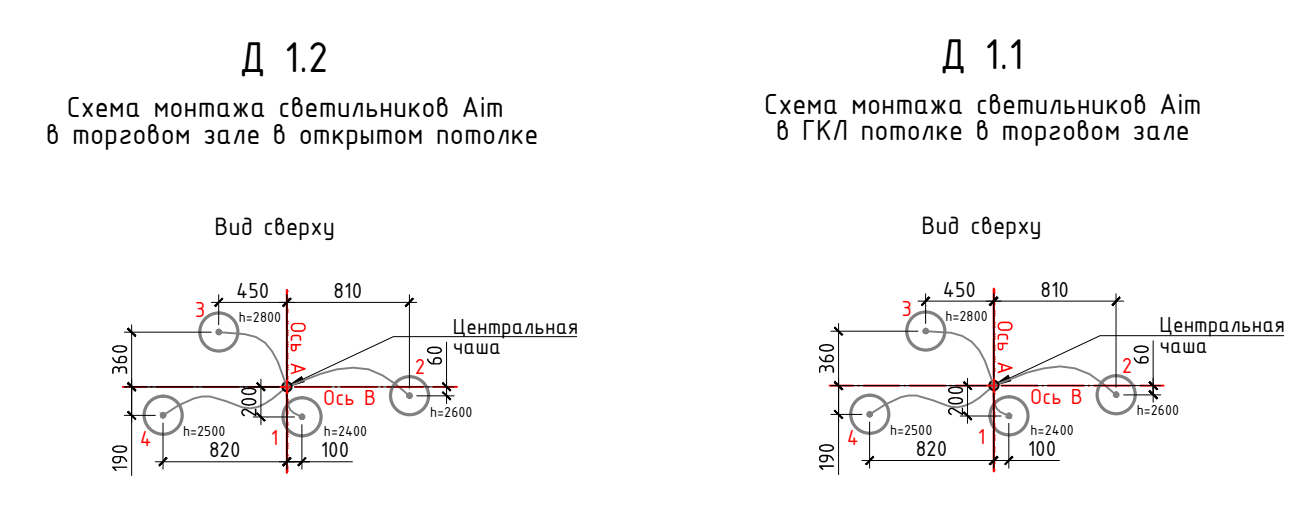 Д 1.2
Схема монтажа светильников Aim
в торговом зале в открытом потолке
Вид сверху
450
810
3
h=2800
Ось А
Центральная
чаша
360
2
60
Ось В
200
h=2600
4
h=2500
1
h=2400
190
820
100
Д 1.1
Схема монтажа светильников Aim
в ГКЛ потолке в торговом зале
Вид сверху
450
810
3
h=2800
Ось А
Центральная
чаша
360
2
60
Ось В
200
h=2600
4
h=2500
1
h=2400
190
820
100